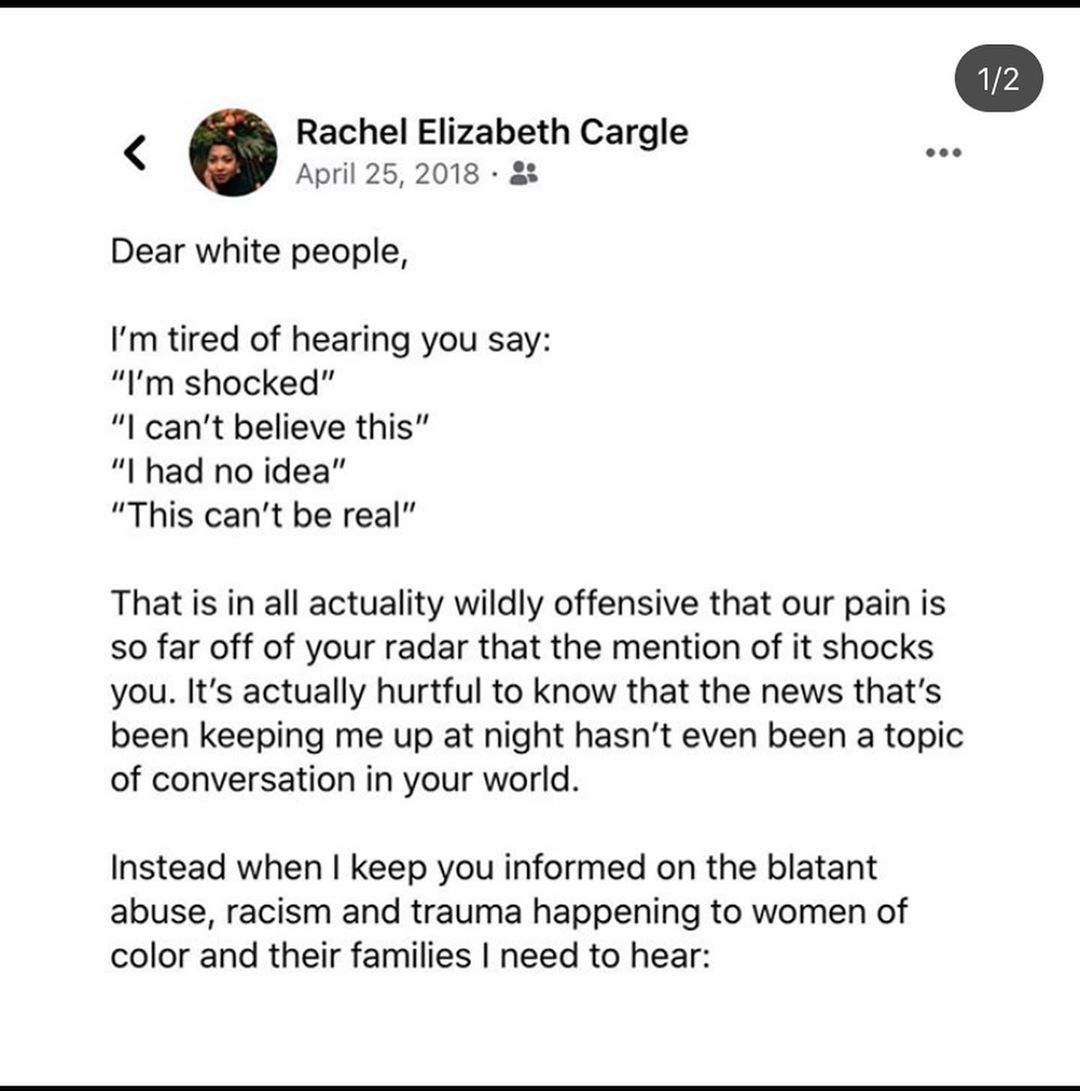 1/2
Rachel Elizabeth Cargle
April 25, 2018 ·
Dear white people,
I’m tired of hearing you say:
“I’m shocked”
“I can’t believe this”
“I had no idea”
“This can’t be real”
That is in all actuality wildly offensive that our pain is
so far off of your radar that the mention of it shocks
you. It’s actually hurtful to know that the news that’s
been keeping me up at night hasn’t even been a topic
of conversation in your world.
Instead when I keep you informed on the blatant
abuse, racism and trauma happening to women of
color and their families I need to hear: